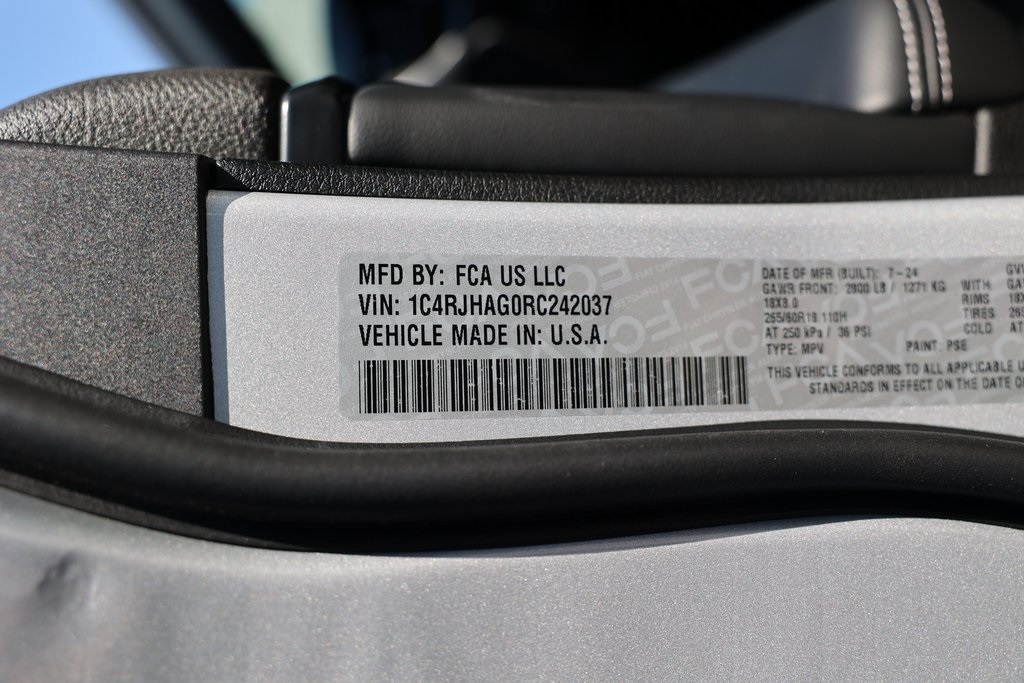 MFD BY: FCA US LLC
VIN: 1C4RJHAG0RC242037
VEHICLE MADE IN: U.S.A.
DATE OF MFR (BUILT): 7-24
GAWR FRONT: 2800 LB / 1271 KG WITH
18X8.0 RIMS
265/60R18 110H TIRES
AT 250 kPa / 36 PSI COLD AT
TYPE: MPV PAINT: PSE
THIS VEHICLE CONFORMS TO ALL APPLICABLE
STANDARDS IN EFFECT ON THE DATE